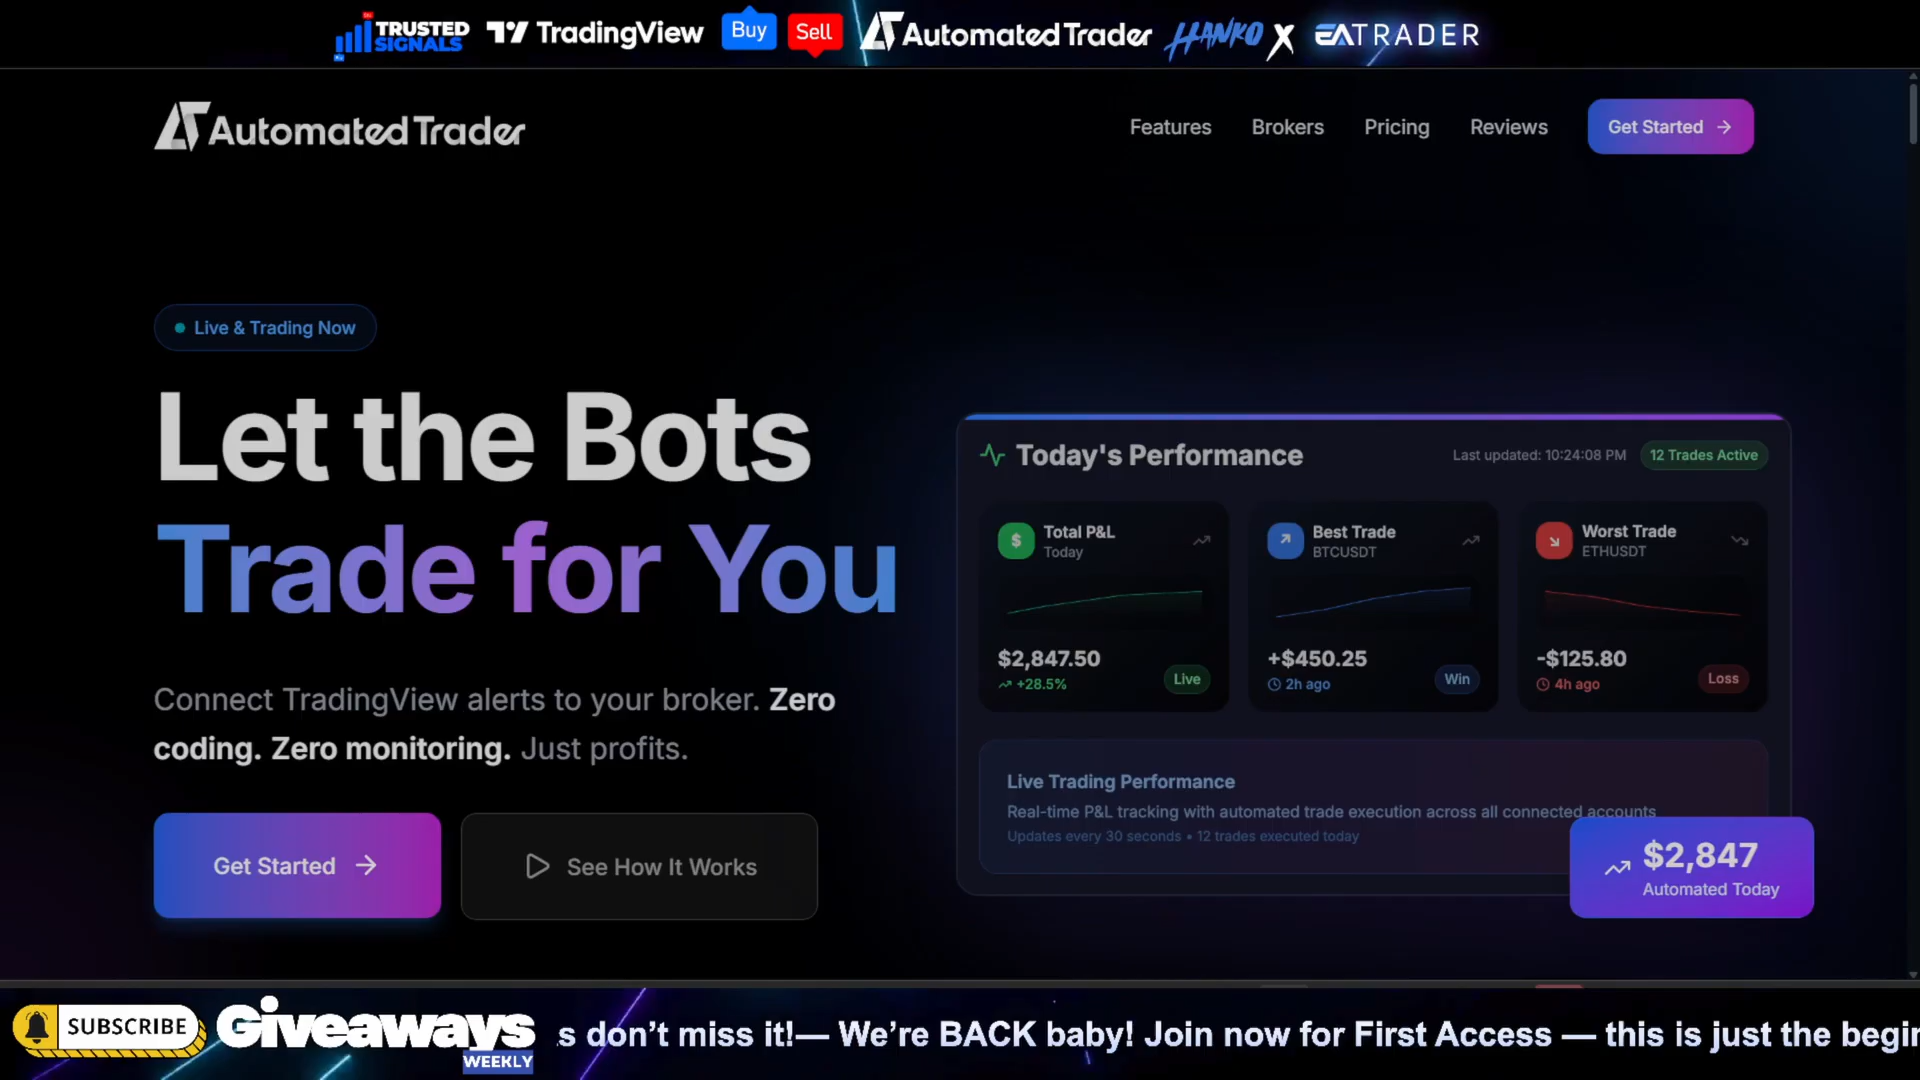 TRUSTED SIGNALS
TradingView
Buy
Sell
Automated Trader
HANKO X
EATRADER
Automated Trader
Features
Brokers
Pricing
Reviews
Get Started
Live & Trading Now
Let the Bots
Trade for You
Connect TradingView alerts to your broker. Zero
coding. Zero monitoring. Just profits.
Get Started
See How It Works
Today's Performance
Last updated: 10:24:08 PM
12 Trades Active
Total P&L
Today
$2,847.50
+28.5%
Live
Best Trade
BTCUSDT
+$450.25
2h ago
Win
Worst Trade
ETHUSDT
-$125.80
4h ago
Loss
Live Trading Performance
Real-time P&L tracking with automated trade execution across all connected accounts
Updates every 30 seconds • 12 trades executed today
$2,847
Automated Today
SUBSCRIBE
Giveaways
WEEKLY
s don’t miss it!— We’re BACK baby! Join now for First Access — this is just the begin